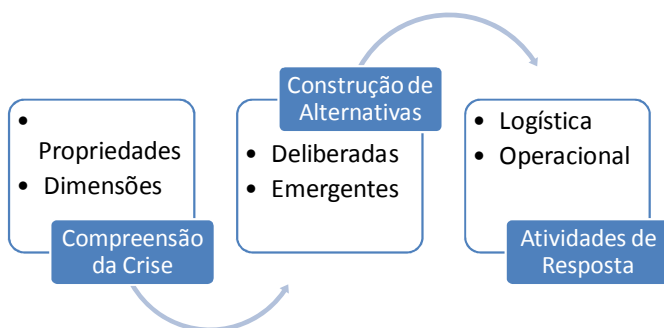 •
Propriedades
• Dimensões
Compreensão
da Crise
Construção de
Alternativas
• Deliberadas
• Emergentes
• Logística
• Operacional
Atividades de
Resposta